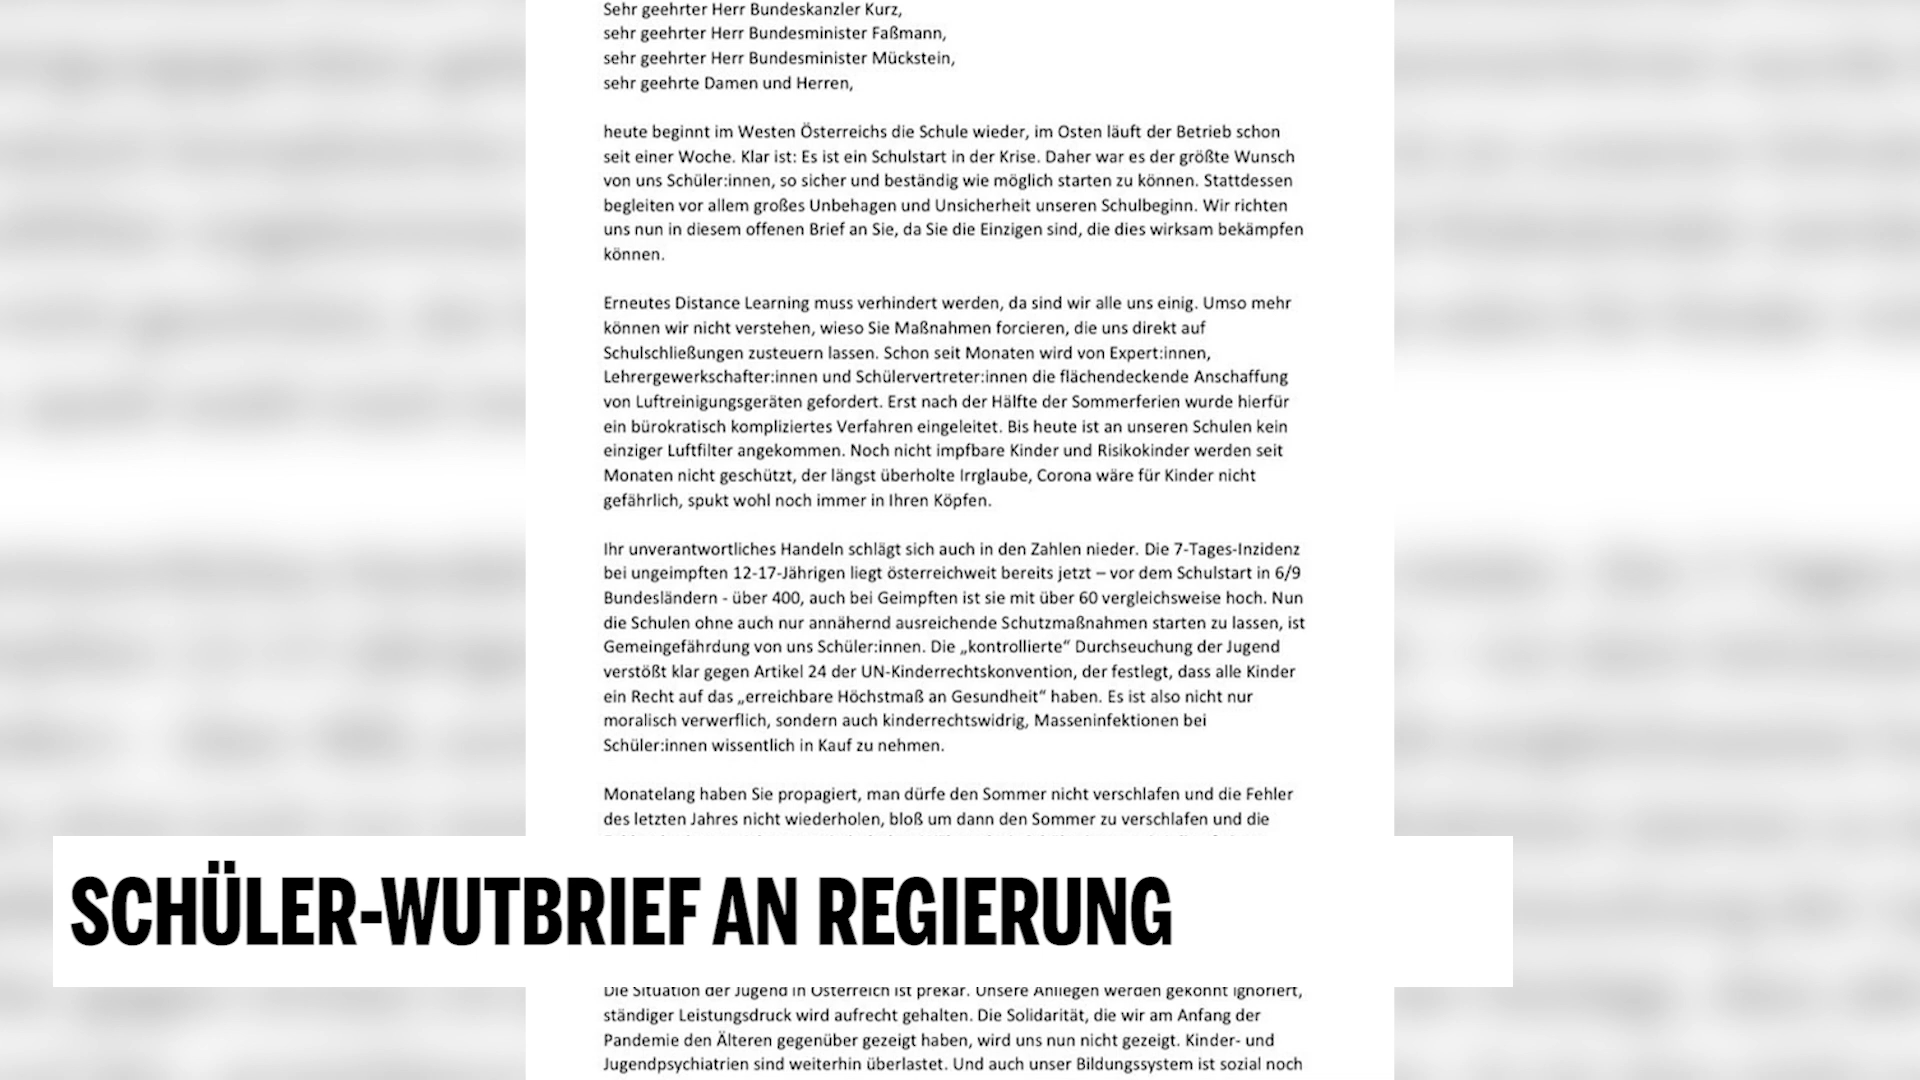 Sehr geehrter Herr Bundeskanzler Kurz,
sehr geehrter Herr Bundesminister Faßmann,
sehr geehrter Herr Bundesminister Mückstein,
sehr geehrte Damen und Herren,
heute beginnt im Westen Österreichs die Schule wieder, im Osten läuft der Betrieb schon
seit einer Woche. Klar ist: Es ist ein Schulstart in der Krise. Daher war es der größte Wunsch
von uns Schüler:innen, so sicher und beständig wie möglich starten zu können. Stattdessen
begleiten vor allem großes Unbehagen und Unsicherheit unseren Schulbeginn. Wir richten
uns nun in diesem offenen Brief an Sie, da Sie die Einzigen sind, die dies wirksam bekämpfen
können.
Erneutes Distance Learning muss verhindert werden, da sind wir alle uns einig. Umso mehr
können wir nicht verstehen, wieso Sie Maßnahmen forcieren, die uns direkt auf
Schulschließungen zusteuern lassen. Schon seit Monaten wird von Expert:innen,
Lehrergewerkschafter:innen und Schülervertreter:innen die flächendeckende Anschaffung
von Luftreinigungsgeräten gefordert. Erst nach der Hälfte der Sommerferien wurde hierfür
ein bürokratisch kompliziertes Verfahren eingeleitet. Bis heute ist an unseren Schulen kein
einziger Luftfilter angekommen. Noch nicht impfbare Kinder und Risikokinder werden seit
Monaten nicht geschützt, der längst überholte Irrglaube, Corona wäre für Kinder nicht
gefährlich, spukt wohl noch immer in Ihren Köpfen.
Ihr unverantwortliches Handeln schlägt sich auch in den Zahlen nieder. Die 7-Tages-Inzidenz
bei ungeimpften 12-17-Jährigen liegt österreichweit bereits jetzt – vor dem Schulstart in 6/9
Bundesländern - über 400, auch bei Geimpften ist sie mit über 60 vergleichsweise hoch. Nun
die Schulen ohne auch nur annähernd ausreichende Schutzmaßnahmen starten zu lassen, ist
Gemeingefährdung von uns Schüler:innen. Die „kontrollierte“ Durchseuchung der Jugend
verstößt klar gegen Artikel 24 der UN-Kinderrechtskonvention, der festlegt, dass alle Kinder
ein Recht auf das „erreichbare Höchstmaß an Gesundheit“ haben. Es ist also nicht nur
moralisch verwerflich, sondern auch kinderrechtswidrig, Masseninfektionen bei
Schüler:innen wissentlich in Kauf zu nehmen.
Monatelang haben Sie propagiert, man dürfe den Sommer nicht verschlafen und die Fehler
des letzten Jahres nicht wiederholen, bloß um dann den Sommer zu verschlafen und die
SCHÜLER-WUTBRIEF AN REGIERUNG
Die Situation der Jugend in Österreich ist prekär. Unsere Anliegen werden gekonnt ignoriert,
ständiger Leistungsdruck wird aufrecht gehalten. Die Solidarität, die wir am Anfang der
Pandemie den Älteren gegenüber gezeigt haben, wird uns nun nicht gezeigt. Kinder- und
Jugendpsychiatrien sind weiterhin überlastet. Und auch unser Bildungssystem ist sozial noch